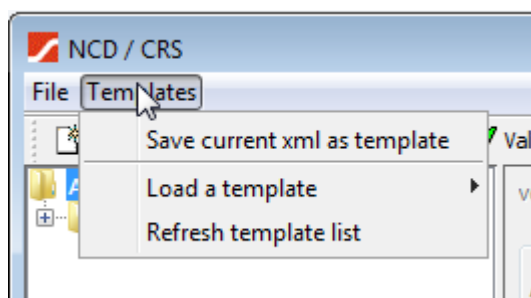 NCD / CRS
File Templates
Save current xml as template
Load a template
Refresh template list